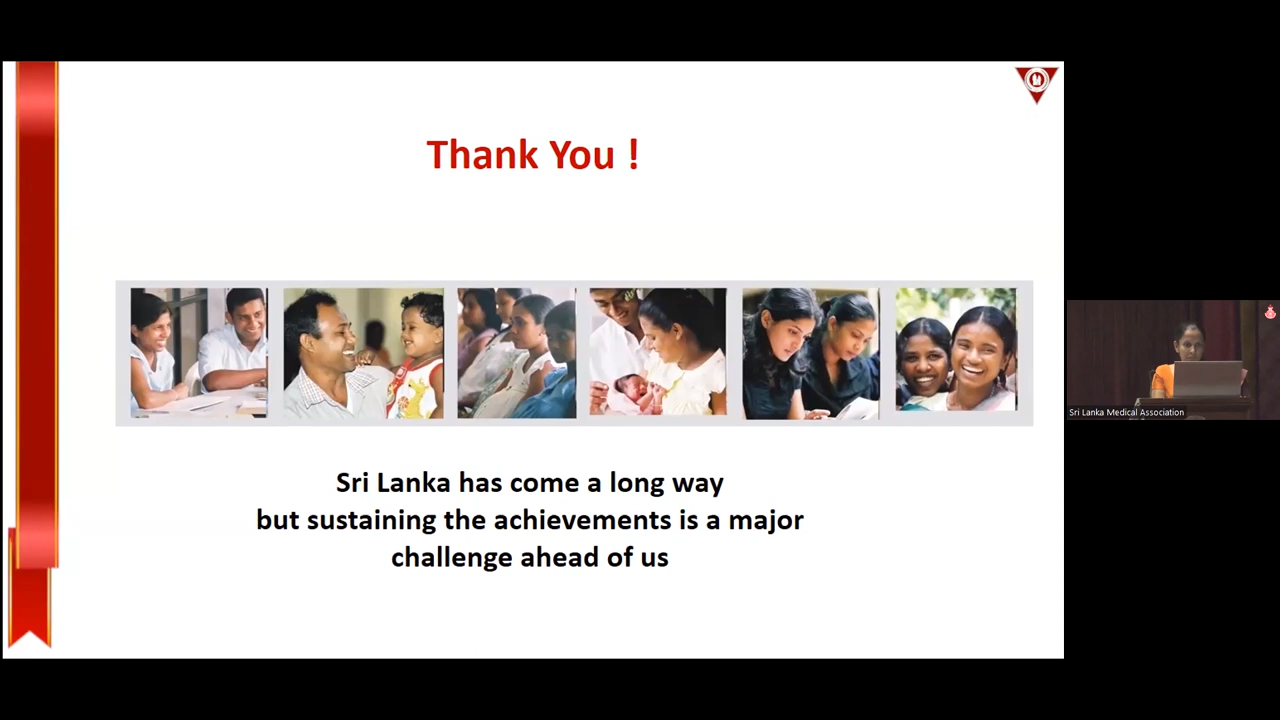 Thank You !
Sri Lanka has come a long way
but sustaining the achievements is a major
challenge ahead of us
Sri Lanka Medical Association